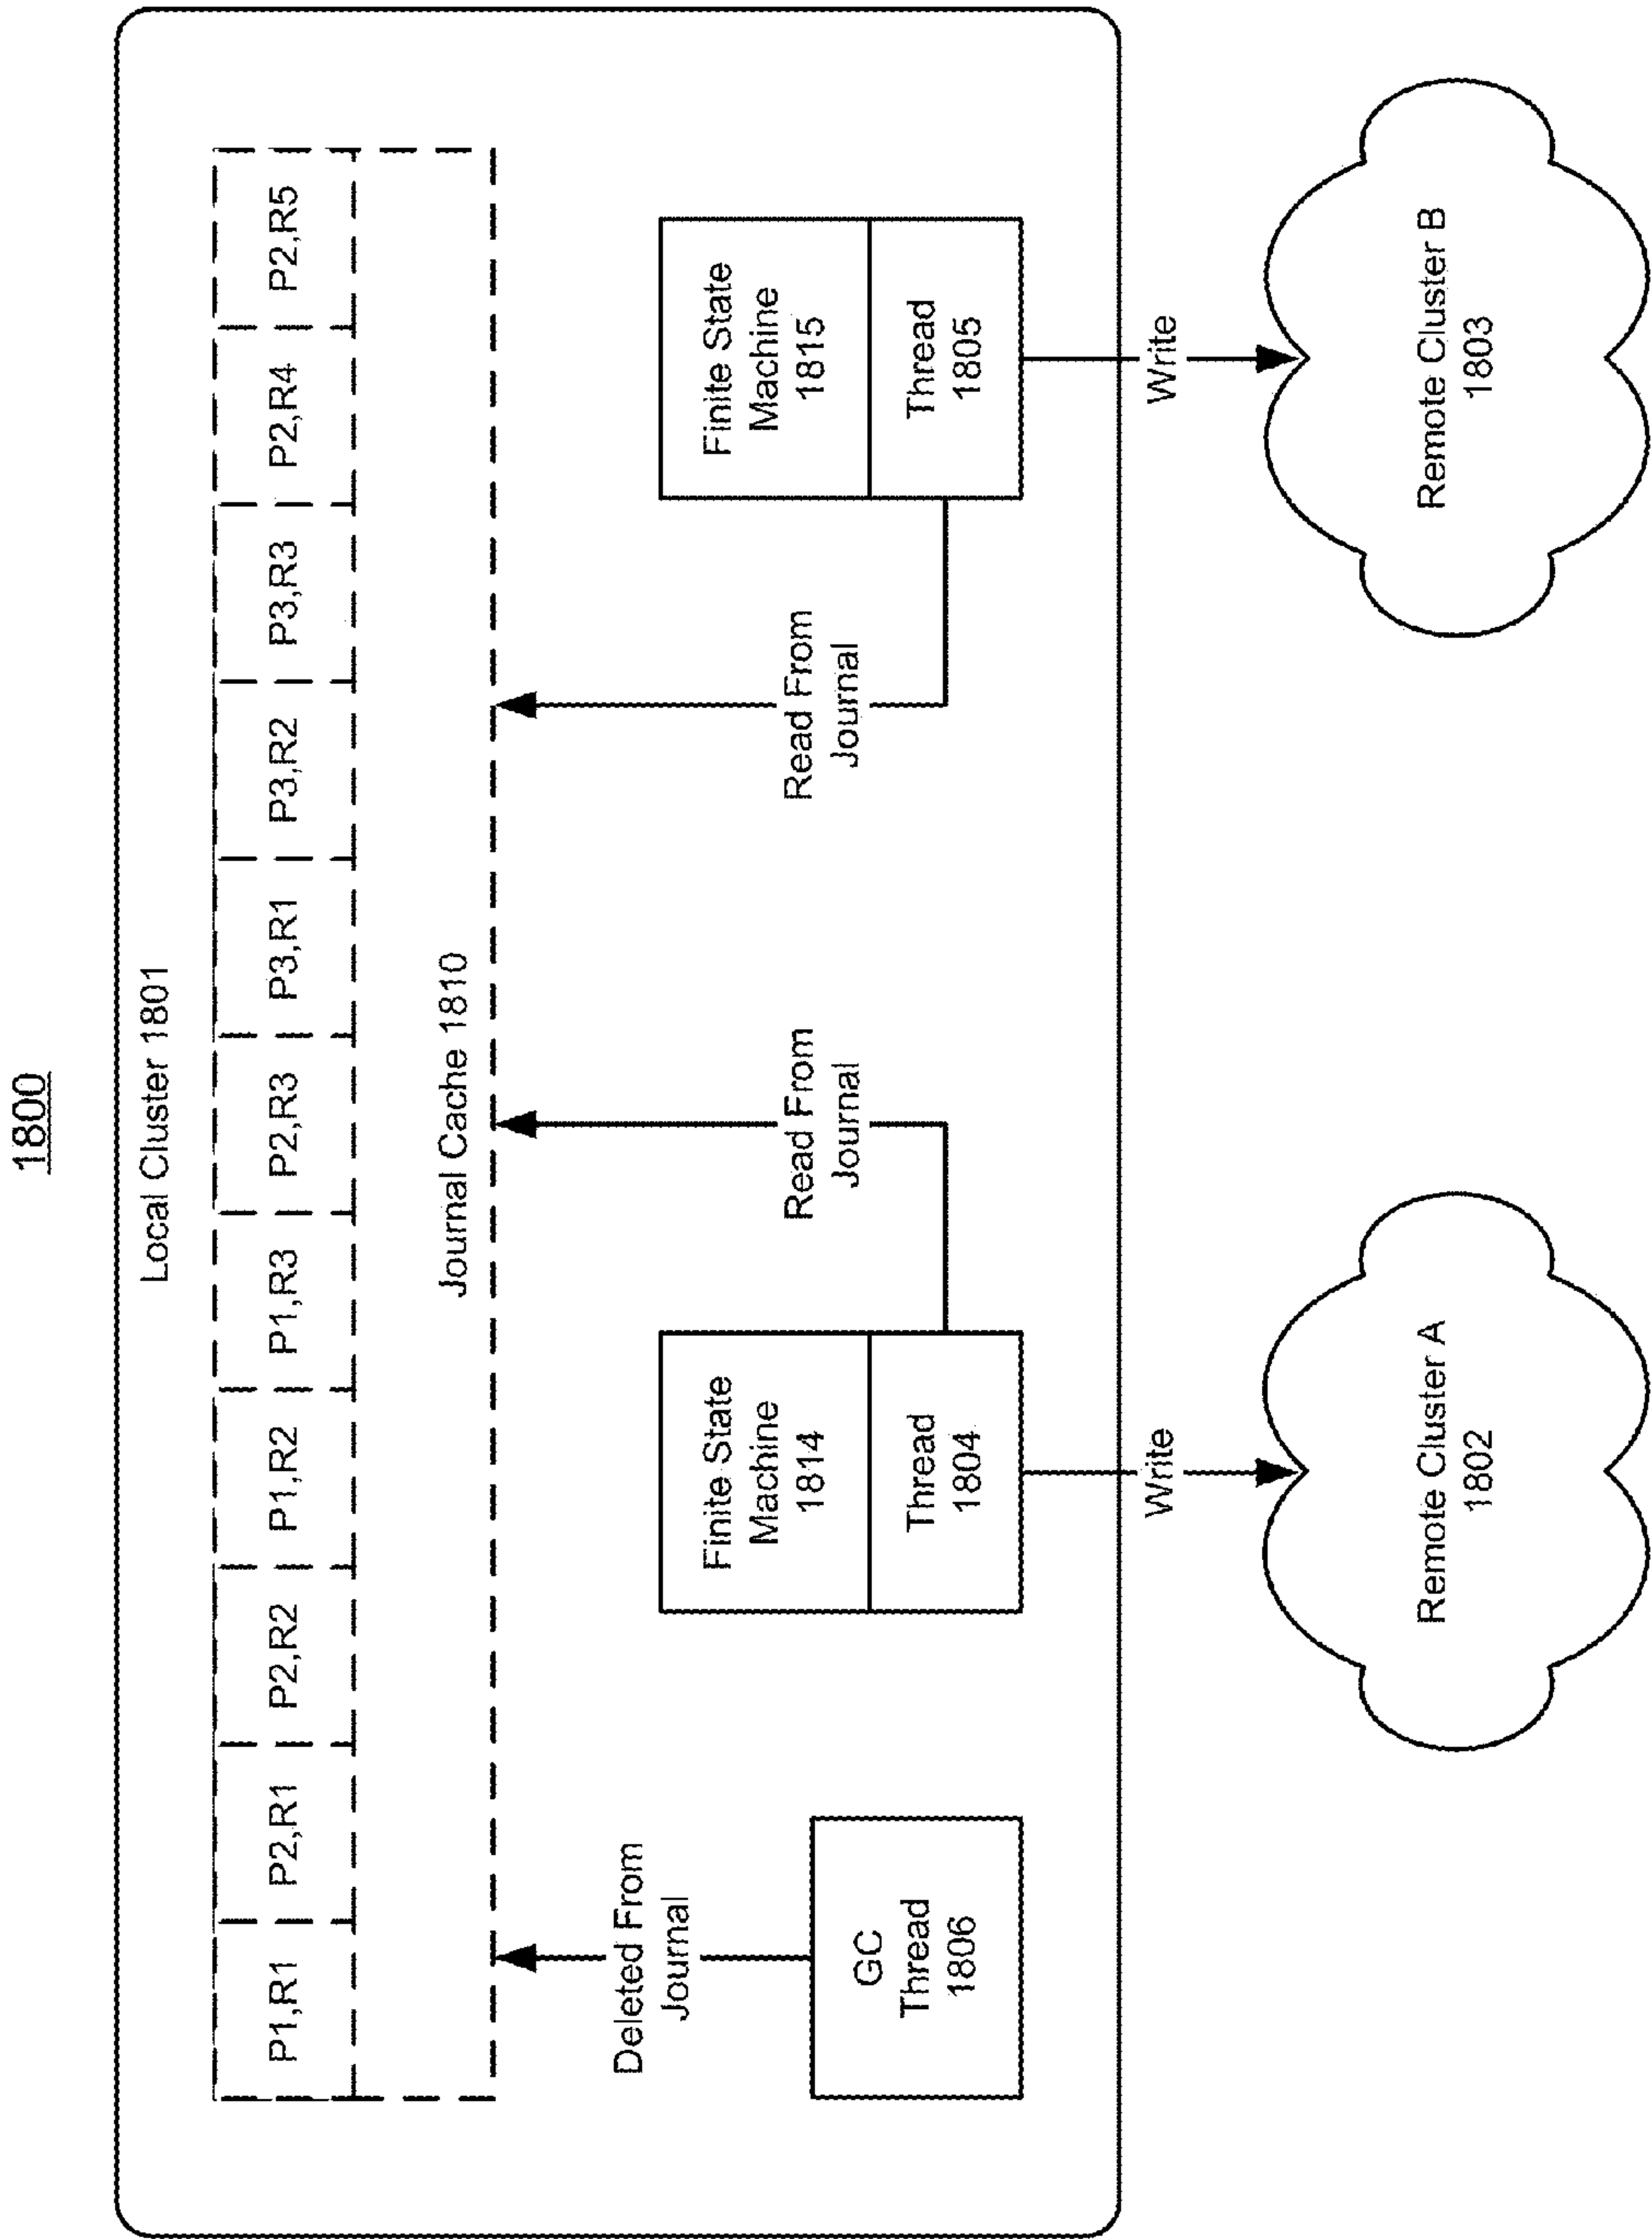 1800
Local Cluster 1801
P1,R1
P2,R1
P2,R2
P1,R2
P1,R3
P2,R3
P3,R1
P3,R2
P3,R3
P2,R4
P2,R5
Journal Cache 1810
Deleted From
Journal
GC
Thread
1806
Finite State
Machine
1814
Thread
1804
Read From
Journal
Finite State
Machine
1815
Thread
1805
Read From
Journal
Write
Write
Remote Cluster A
1802
Remote Cluster B
1803